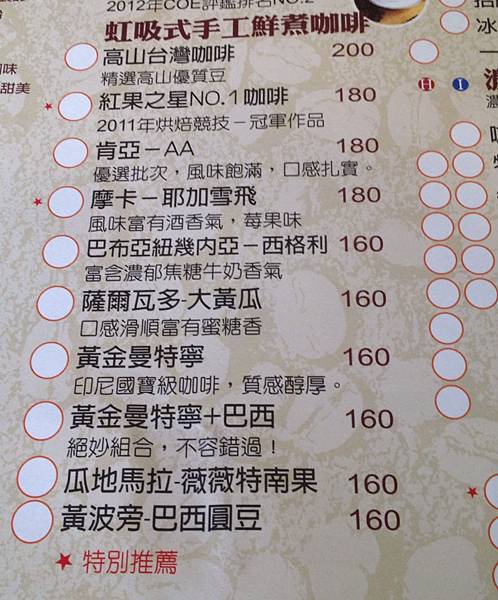 2012年COE評鑑排名NO.2
虹吸式手工鮮煮咖啡
高山台灣咖啡 200
精選高山優質豆
★ 紅果之星NO.1咖啡 180
2011年烘焙競技－冠軍作品
肯亞－AA 180
優選批次，風味飽滿，口感扎實。
★ 摩卡－耶加雪飛 180
風味富有酒香氣，莓果味
巴布亞紐幾內亞－西格利 160
富含濃郁焦糖牛奶香氣
薩爾瓦多-大黃瓜 160
口感滑順富有蜜糖香
黃金曼特寧 160
印尼國寶級咖啡，質感醇厚。
黃金曼特寧+巴西 160
絕妙組合，不容錯過！
瓜地馬拉-薇薇特南果 160
黃波旁-巴西圓豆 160
★ 特別推薦
味
甜美
冰
H I
★